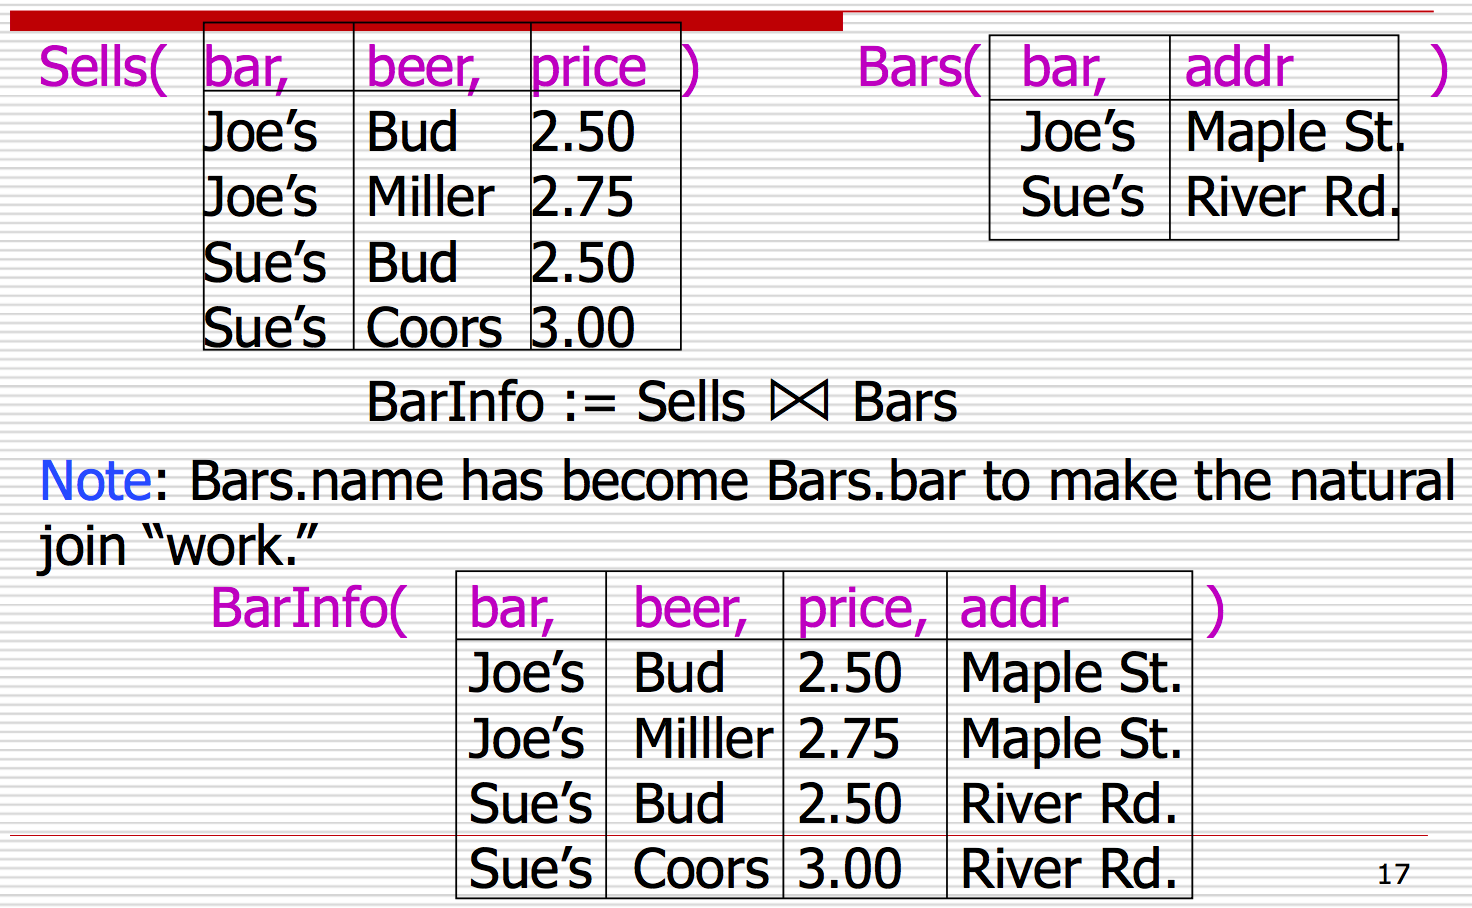 Sells( bar, beer, price ) Bars( bar, addr )
Joe’s Bud 2.50 Joe’s Maple St.
Joe’s Miller 2.75 Sue’s River Rd.
Sue’s Bud 2.50
Sue’s Coors 3.00
BarInfo := Sells ⋈ Bars
Note: Bars.name has become Bars.bar to make the natural
join “work.”
BarInfo( bar, beer, price, addr )
Joe’s Bud 2.50 Maple St.
Joe’s Milller 2.75 Maple St.
Sue’s Bud 2.50 River Rd.
Sue’s Coors 3.00 River Rd.
17